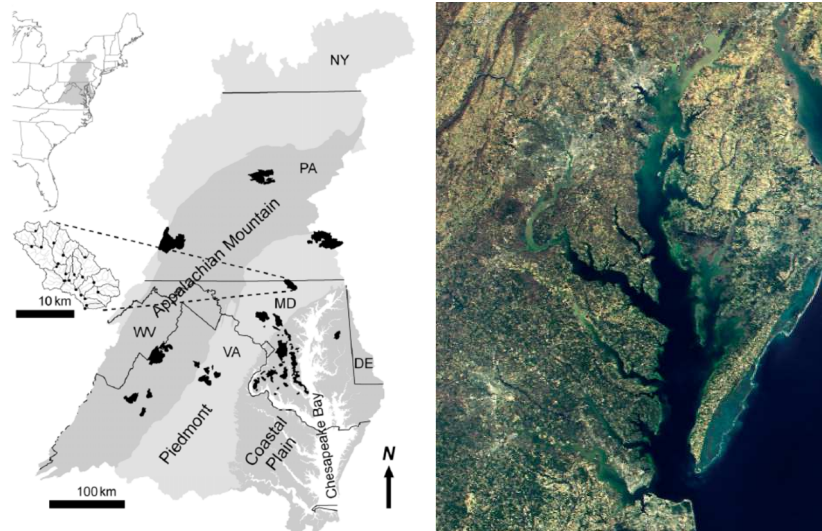 NY
PA
Appalachian Mountain
10 km
MD
WV
VA
DE
Piedmont
Coastal
Plain
Chesapeake Bay
N
100 km